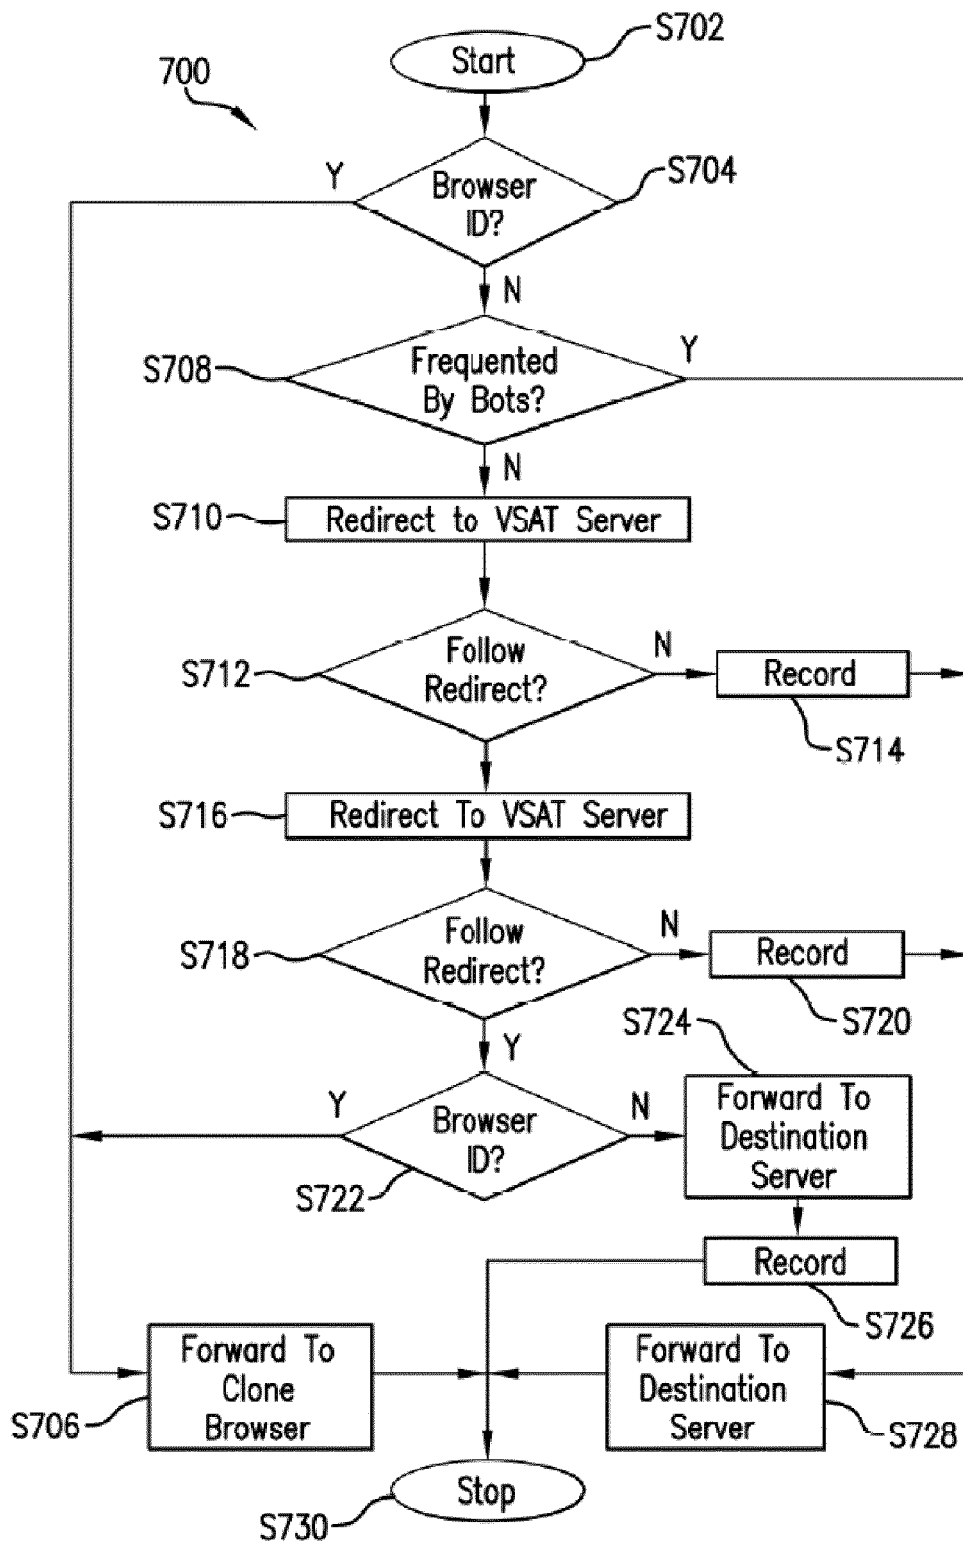 S702
Start
700
Y
S704
Browser
ID?
N
S708
Frequented
By Bots?
Y
N
S710
Redirect to VSAT Server
S712
Follow
Redirect?
N
Record
S714
S716
Redirect To VSAT Server
S718
Follow
Redirect?
N
Record
S720
Y
S724
Y
Browser
ID?
N
Forward To
Destination
Server
S722
Record
S726
Forward To
Clone
Browser
S706
Forward To
Destination
Server
S728
Stop
S730